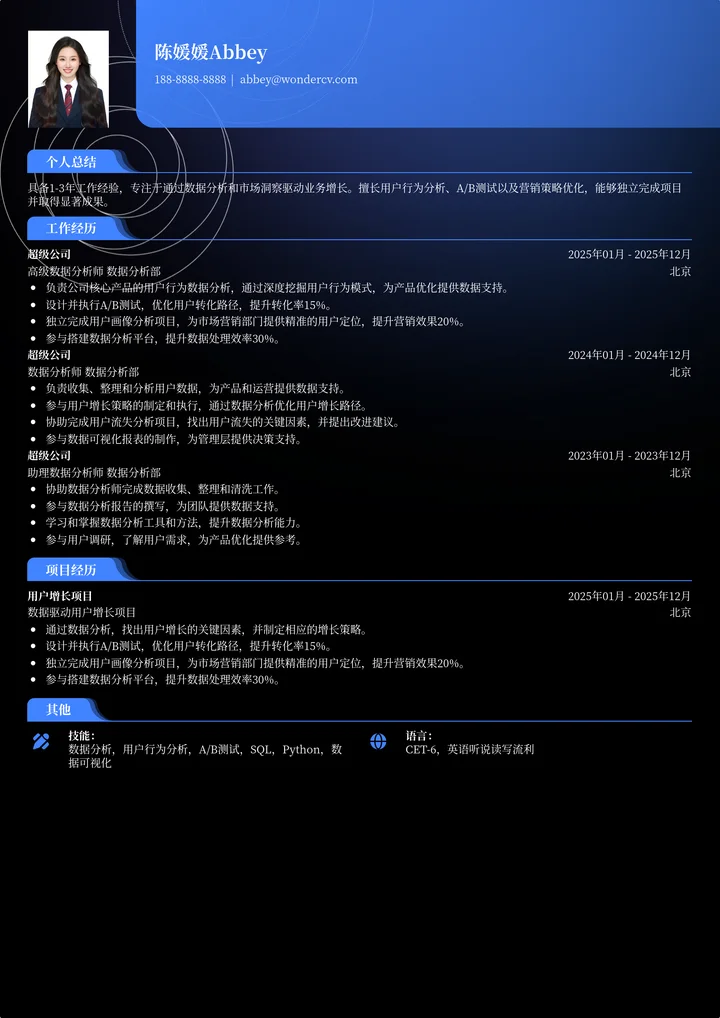 陈媛媛Abbey
188-8888-8888 | abbey@wondercv.com
个人总结
具备1-3年工作经验，专注于通过数据分析和市场洞察驱动业务增长。擅长用户行为分析、A/B测试以及营销策略优化，能够独立完成项目
并取得显著成果。
工作经历
超级公司 2025年01月 - 2025年12月
高级数据分析师 数据分析部 北京
负责公司核心产品的用户行为数据分析，通过深度挖掘用户行为模式，为产品优化提供数据支持。
设计并执行A/B测试，优化用户转化路径，提升转化率15%。
独立完成用户画像分析项目，为市场营销部门提供精准的用户定位，提升营销效果20%。
参与搭建数据分析平台，提升数据处理效率30%。
超级公司 2024年01月 - 2024年12月
数据分析师 数据分析部 北京
负责收集、整理和分析用户数据，为产品和运营提供数据支持。
参与用户增长策略的制定和执行，通过数据分析优化用户增长路径。
协助完成用户流失分析项目，找出用户流失的关键因素，并提出改进建议。
参与数据可视化报表的制作，为管理层提供决策支持。
超级公司 2023年01月 - 2023年12月
助理数据分析师 数据分析部 北京
协助数据分析师完成数据收集、整理和清洗工作。
参与数据分析报告的撰写，为团队提供数据支持。
学习和掌握数据分析工具和方法，提升数据分析能力。
参与用户调研，了解用户需求，为产品优化提供参考。
项目经历
用户增长项目 2025年01月 - 2025年12月
数据驱动用户增长项目 北京
通过数据分析，找出用户增长的关键因素，并制定相应的增长策略。
设计并执行A/B测试，优化用户转化路径，提升转化率15%。
独立完成用户画像分析项目，为市场营销部门提供精准的用户定位，提升营销效果20%。
参与搭建数据分析平台，提升数据处理效率30%。
其他
技能：
数据分析，用户行为分析，A/B测试，SQL，Python，数
据可视化
语言：
CET-6，英语听说读写流利